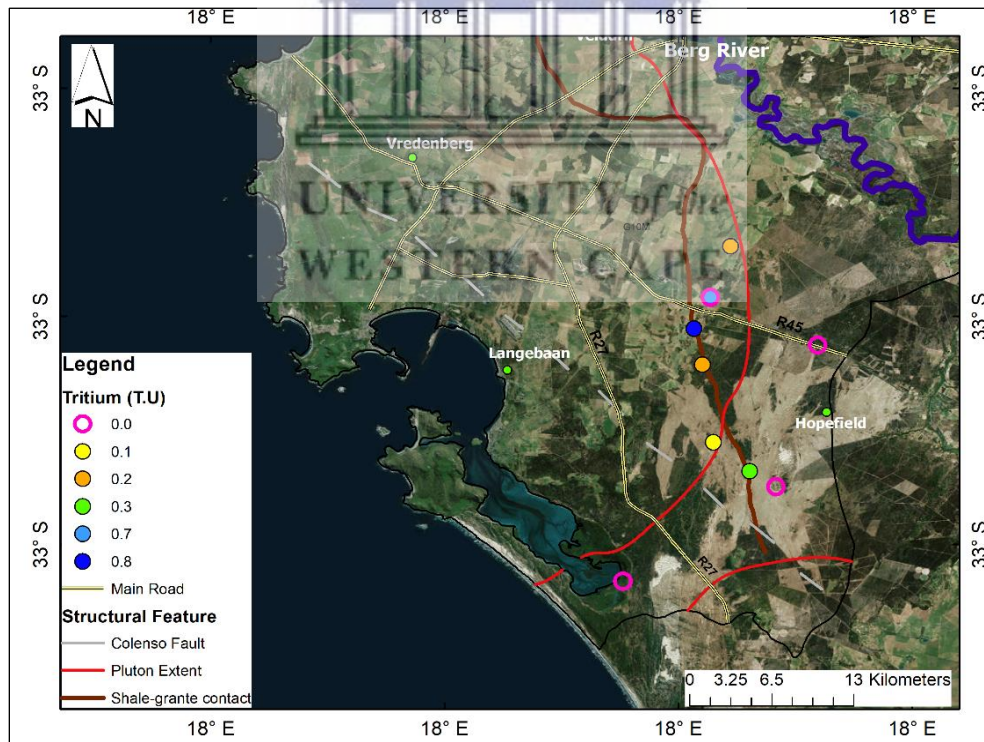 18° E 18° E 18° E 18° E
33° S 33° S
N
Berg River
Vredenberg
UNIVERSITY of the
WESTERN CAPE
G10M
R45
R27
Langebaan
Hopefield
33° S 33° S
33° S 33° S
R27
Legend
Tritium (T.U)
0.0
0.1
0.2
0.3
0.7
0.8
Main Road
Structural Feature
Colenso Fault
Pluton Extent
Shale-grante contact
0 3.25 6.5 13 Kilometers
18° E 18° E 18° E 18° E